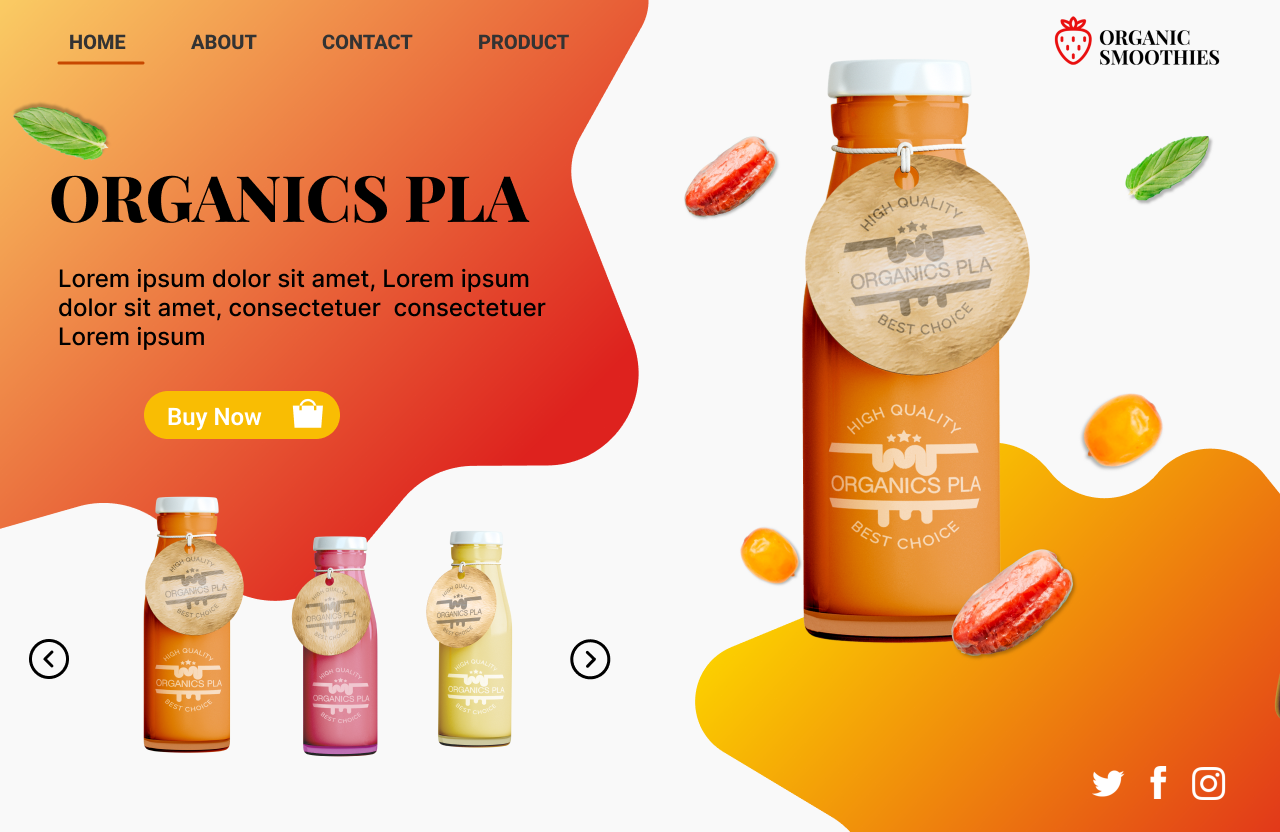 HOME ABOUT CONTACT PRODUCT
ORGANIC
SMOOTHIES
ORGANICS PLA
Lorem ipsum dolor sit amet, Lorem ipsum
dolor sit amet, consectetuer  consectetuer
Lorem ipsum
Buy Now
HIGH QUALITY
ORGANICS PLA
BEST CHOICE
HIGH QUALITY
ORGANICS PLA
BEST CHOICE
HIGH QUALITY
ORGANICS PLA
BEST CHOICE
HIGH QUALITY
ORGANICS PLA
BEST CHOICE
HIGH QUALITY
ORGANICS PLA
BEST CHOICE
HIGH QUALITY
ORGANICS PLA
BEST CHOICE
HIGH QUALITY
ORGANICS PLA
BEST CHOICE
HIGH QUALITY
ORGANICS PLA
BEST CHOICE